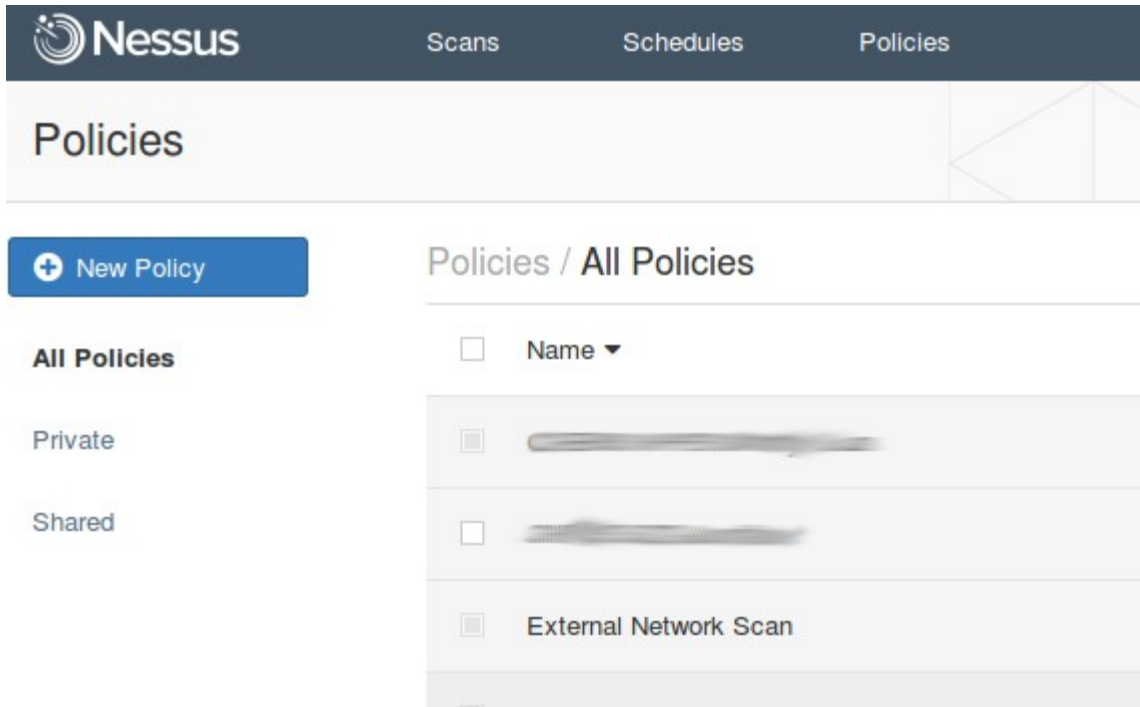 Nessus Scans Schedules Policies
Policies
New Policy
All Policies
Private
Shared
Policies / All Policies
Name
External Network Scan